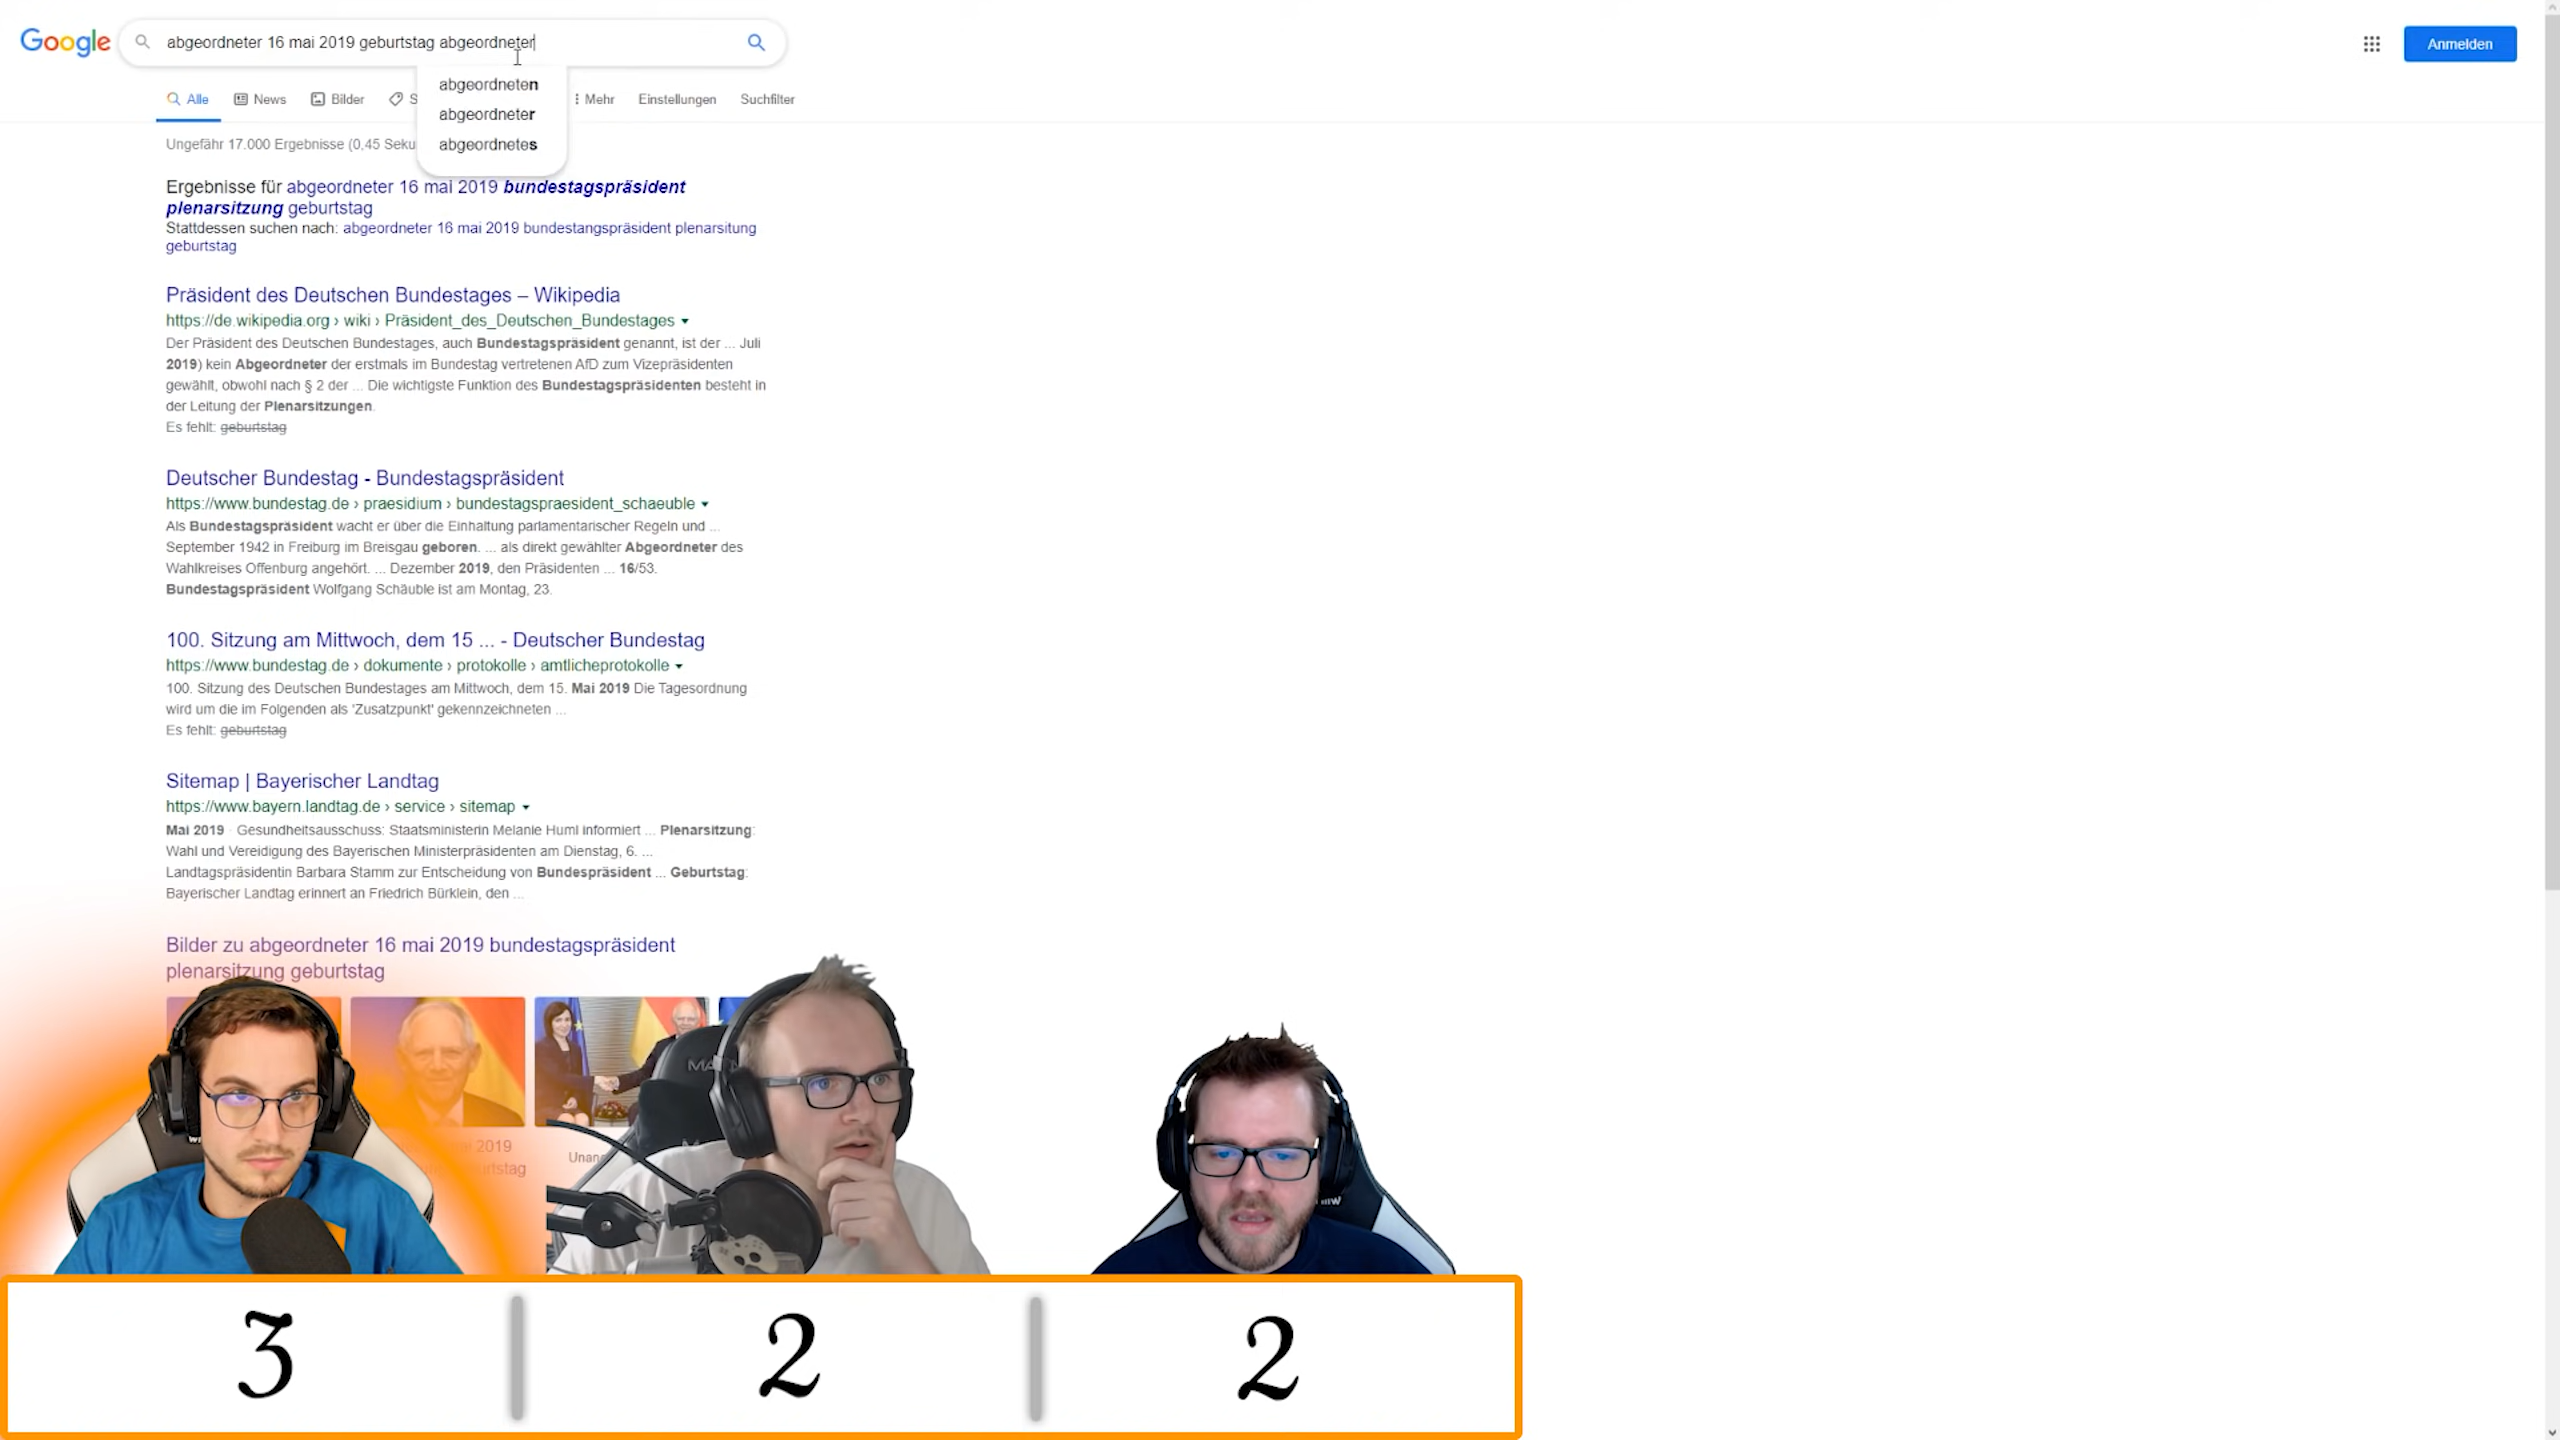 Google
abgeordneter 16 mai 2019 geburtstag abgeordneter
Anmelden
abgeordneten
abgeordneter
abgeordnetes
Alle News Bilder S Mehr Einstellungen Suchfilter
Ungefähr 17.000 Ergebnisse (0,45 Seku
Ergebnisse für abgeordneter 16 mai 2019 bundestagspräsident
plenarsitzung geburtstag
Stattdessen suchen nach: abgeordneter 16 mai 2019 bundestangspräsident plenarsitung
geburtstag
Präsident des Deutschen Bundestages – Wikipedia
https://de.wikipedia.org › wiki › Präsident_des_Deutschen_Bundestages
Der Präsident des Deutschen Bundestages, auch Bundestagspräsident genannt, ist der ... Juli
2019) kein Abgeordneter der erstmals im Bundestag vertretenen AfD zum Vizepräsidenten
gewählt, obwohl nach § 2 der ... Die wichtigste Funktion des Bundestagspräsidenten besteht in
der Leitung der Plenarsitzungen.
Es fehlt: geburtstag
Deutscher Bundestag - Bundestagspräsident
https://www.bundestag.de › praesidium › bundestagspraesident_schaeuble
Als Bundestagspräsident wacht er über die Einhaltung parlamentarischer Regeln und ...
September 1942 in Freiburg im Breisgau geboren. ... als direkt gewählter Abgeordneter des
Wahlkreises Offenburg angehört. ... Dezember 2019, den Präsidenten ... 16/53.
Bundestagspräsident Wolfgang Schäuble ist am Montag, 23.
100. Sitzung am Mittwoch, dem 15 ... - Deutscher Bundestag
https://www.bundestag.de › dokumente › protokolle › amtlicheprotokolle
100. Sitzung des Deutschen Bundestages am Mittwoch, dem 15. Mai 2019 Die Tagesordnung
wird um die im Folgenden als 'Zusatzpunkt' gekennzeichneten ...
Es fehlt: geburtstag
Sitemap | Bayerischer Landtag
https://www.bayern.landtag.de › service › sitemap
Mai 2019 · Gesundheitsausschuss: Staatsministerin Melanie Huml informiert ... Plenarsitzung:
Wahl und Vereidigung des Bayerischen Ministerpräsidenten am Dienstag, 6. ...
Landtagspräsidentin Barbara Stamm zur Entscheidung von Bundespräsident ... Geburtstag:
Bayerischer Landtag erinnert an Friedrich Bürklein, den ...
Bilder zu abgeordneter 16 mai 2019 bundestagspräsident
plenarsitzung geburtstag
2019
3 2 2